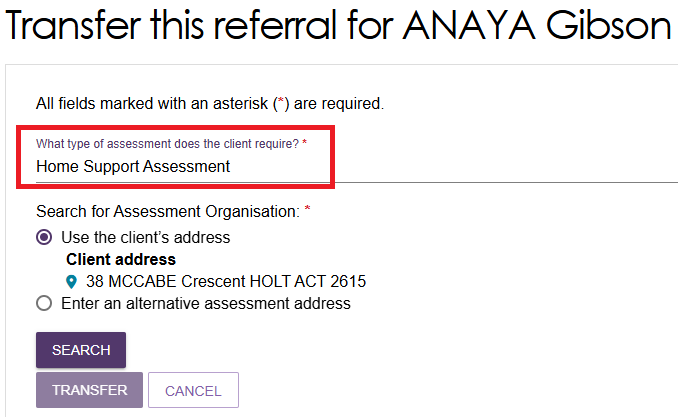 Transfer this referral for ANAYA Gibson
All fields marked with an asterisk (*) are required.
What type of assessment does the client require? *
Home Support Assessment
Search for Assessment Organisation: *
Use the client's address
Client address
38 MCCABE Crescent HOLT ACT 2615
Enter an alternative assessment address
SEARCH
TRANSFER CANCEL